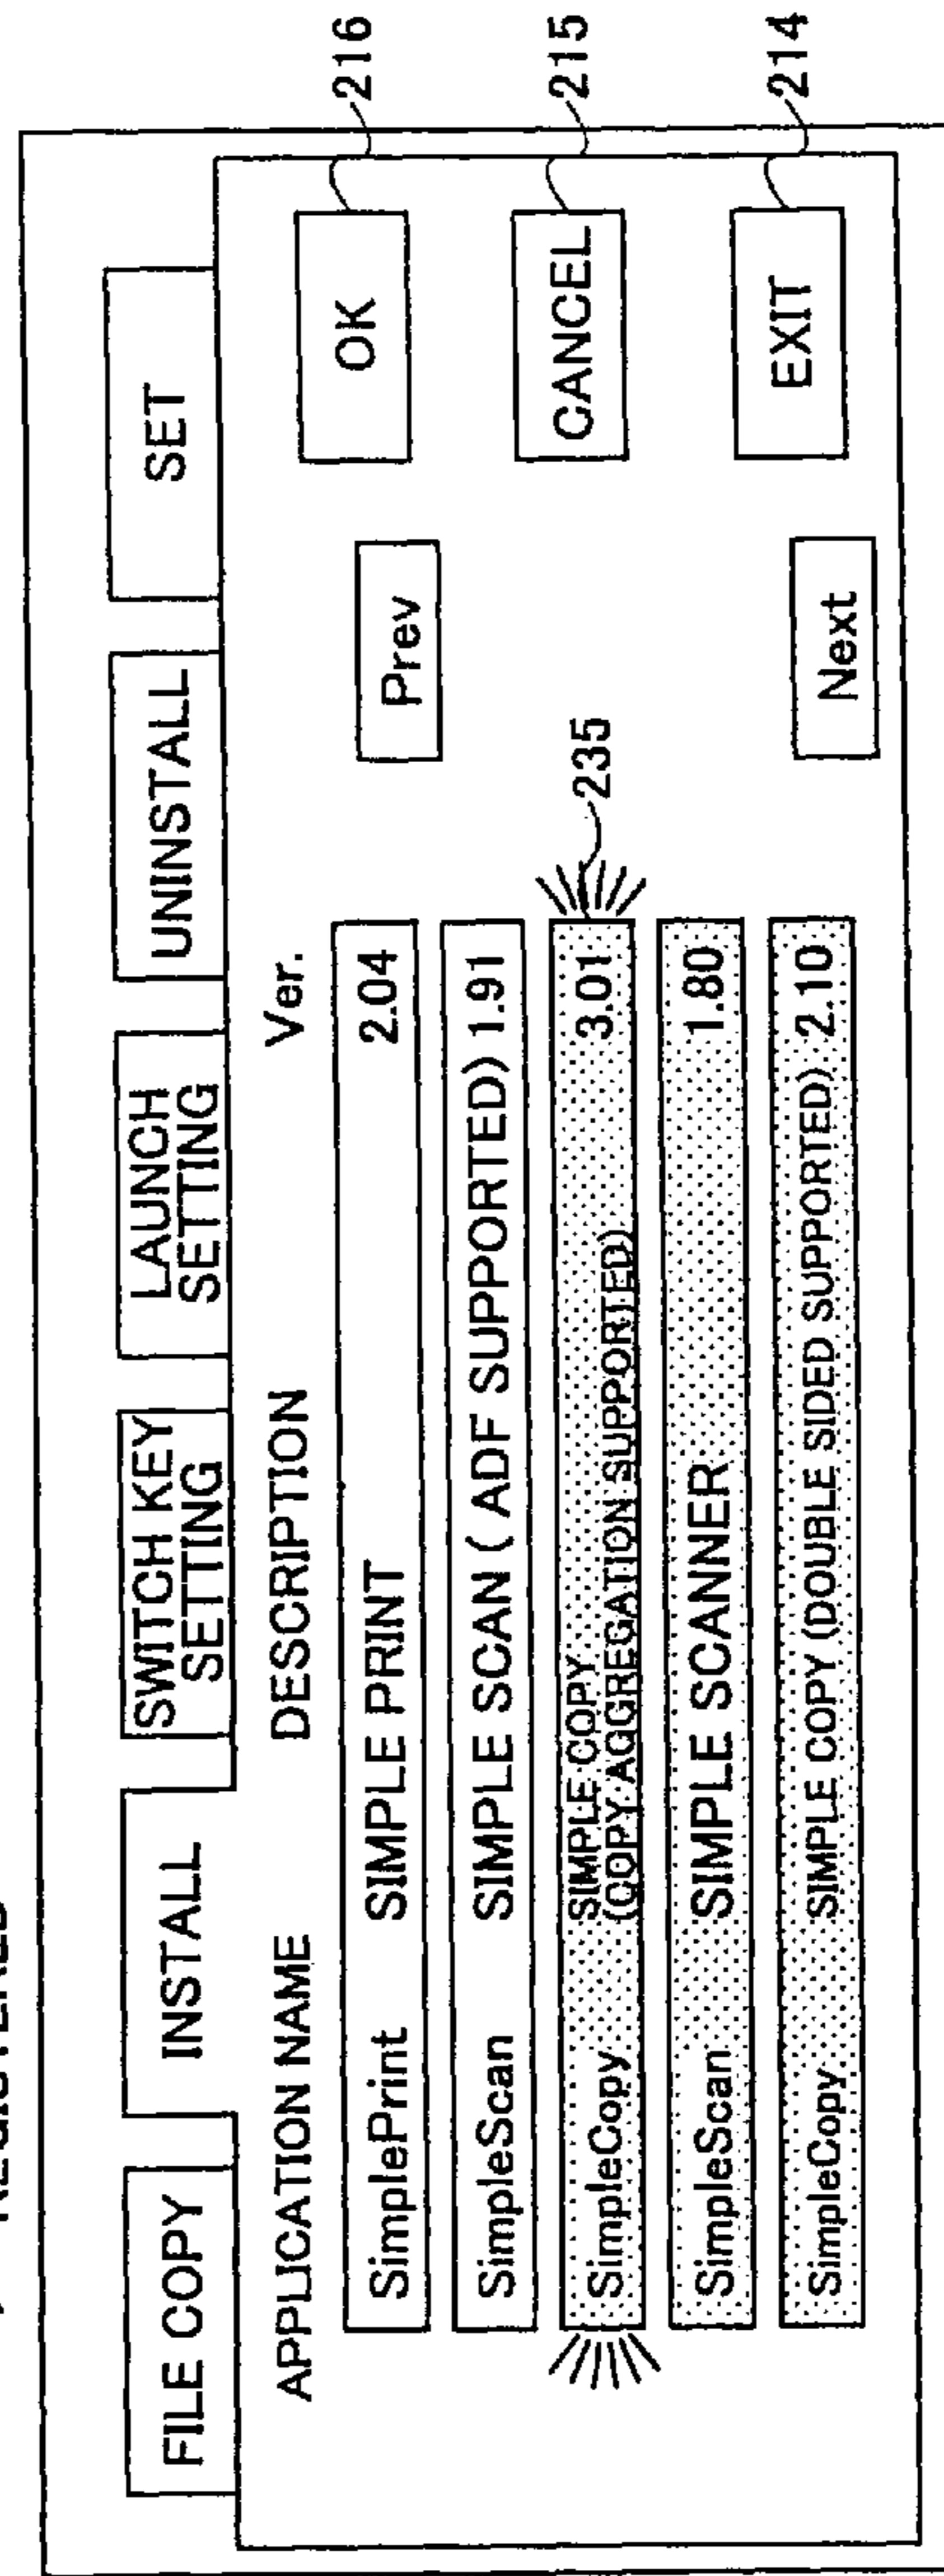 FILE COPY
INSTALL
SWITCH KEY
SETTING
LAUNCH
SETTING
UNINSTALL
SET
APPLICATION NAME DESCRIPTION Ver.
SimplePrint SIMPLE PRINT 2.04
SimpleScan SIMPLE SCAN ( ADF SUPPORTED) 1.91
SimpleCopy SIMPLE COPY
(COPY AGGREGATION SUPPORTED) 3.01
SimpleScan SIMPLE SCANNER 1.80
SimpleCopy SIMPLE COPY (DOUBLE SIDED SUPPORTED) 2.10
235
Prev
Next
OK
CANCEL
EXIT
216
215
214